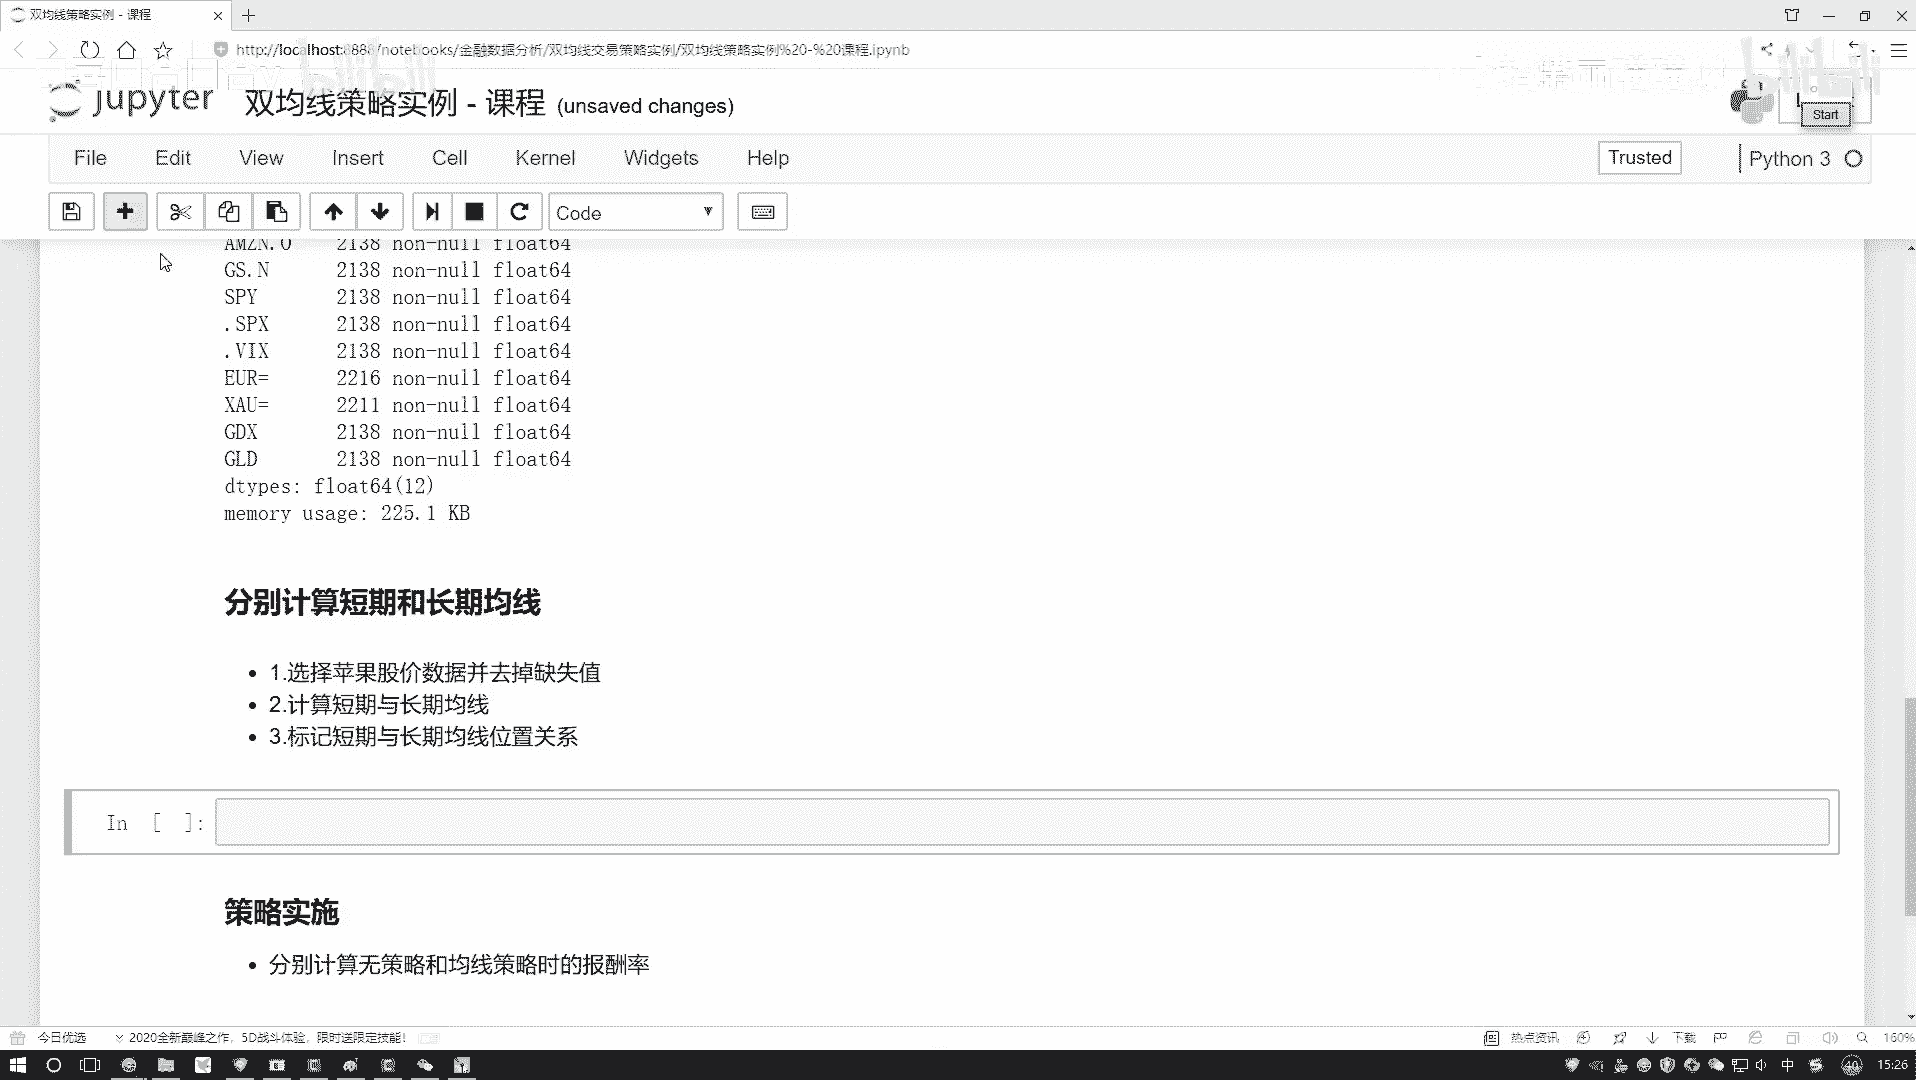 双均线策略实例 - 课程
http://localhost:8888/notebooks/金融数据分析/双均线交易策略实例/双均线策略实例%20-%20课程.ipynb
bilibili
bilibili
jupyter 双均线策略实例 - 课程 (unsaved changes)
Start
File Edit View Insert Cell Kernel Widgets Help
Trusted
Python 3
Code
AMZN.O 2138 non-null float64
GS.N 2138 non-null float64
SPY 2138 non-null float64
.SPX 2138 non-null float64
.VIX 2138 non-null float64
EUR= 2216 non-null float64
XAU= 2211 non-null float64
GDX 2138 non-null float64
GLD 2138 non-null float64
dtypes: float64(12)
memory usage: 225.1 KB
分别计算短期和长期均线
1.选择苹果股价数据并去掉缺失值
2.计算短期与长期均线
3.标记短期与长期均线位置关系
In [ ]:
策略实施
分别计算无策略和均线策略时的报酬率
今日优选
2020全新巅峰之作，5D战斗体验，限时送限定技能！
热点资讯
下载
160%
中
40
15:26